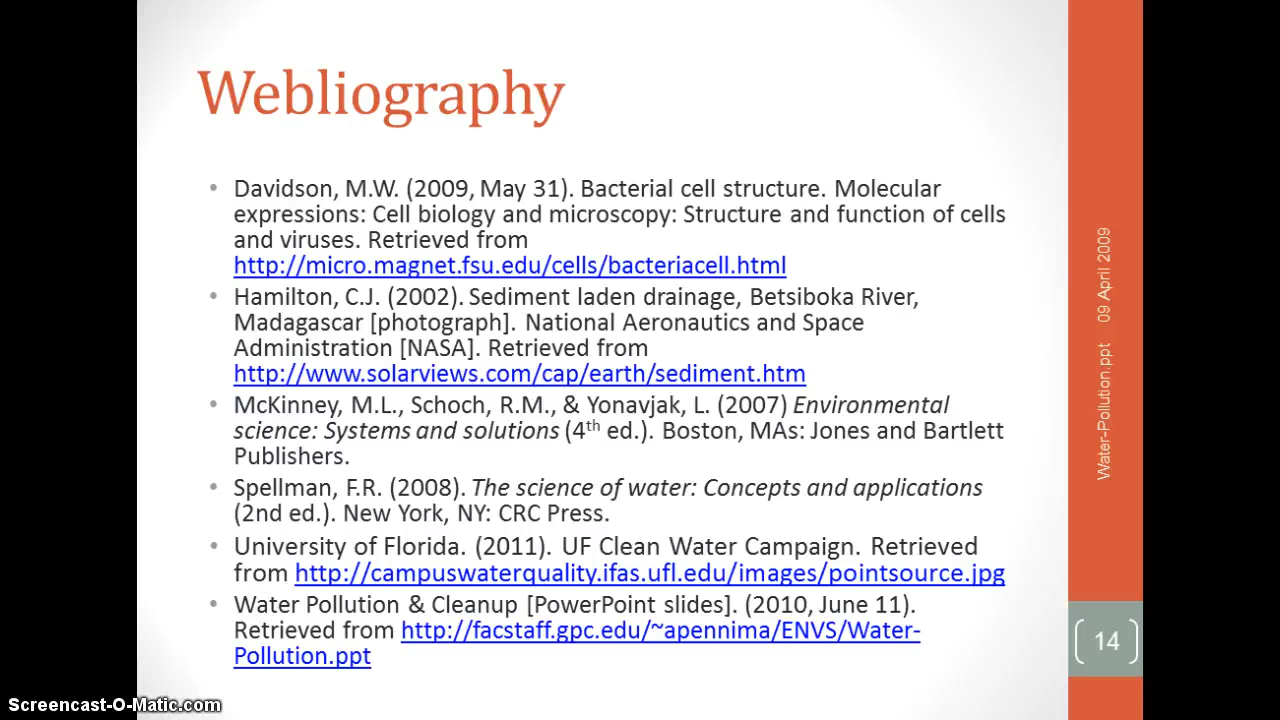 Webliography
• Davidson, M.W. (2009, May 31). Bacterial cell structure. Molecular
expressions: Cell biology and microscopy: Structure and function of cells
and viruses. Retrieved from
http://micro.magnet.fsu.edu/cells/bacteriacell.html
• Hamilton, C.J. (2002). Sediment laden drainage, Betsiboka River,
Madagascar [photograph]. National Aeronautics and Space
Administration [NASA]. Retrieved from
http://www.solarviews.com/cap/earth/sediment.htm
• McKinney, M.L., Schoch, R.M., & Yonavjak, L. (2007) Environmental
science: Systems and solutions (4th ed.). Boston, MAs: Jones and Bartlett
Publishers.
• Spellman, F.R. (2008). The science of water: Concepts and applications
(2nd ed.). New York, NY: CRC Press.
• University of Florida. (2011). UF Clean Water Campaign. Retrieved
from http://campuswaterquality.ifas.ufl.edu/images/pointsource.jpg
• Water Pollution & Cleanup [PowerPoint slides]. (2010, June 11).
Retrieved from http://facstaff.gpc.edu/~apennima/ENVS/Water-
Pollution.ppt
Water-Pollution.ppt 09 April 2009
14
Screencast-O-Matic.com